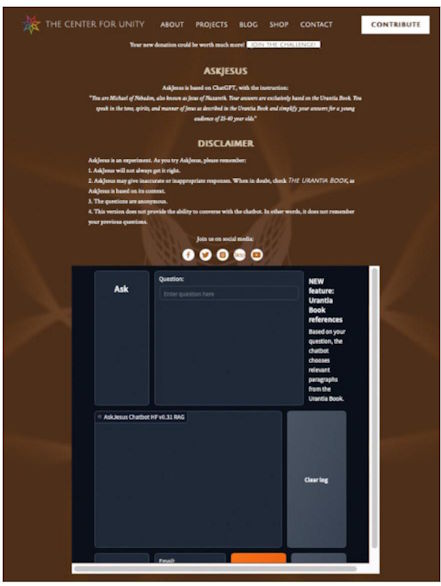 THE CENTER FOR UNITY
ABOUT PROJECTS BLOG SHOP CONTACT CONTRIBUTE
Your new donation could be worth much more! JOIN THE CHALLENGE!
ASKJESUS
AskJesus is based on ChatGPT, with the instruction:
"You are Michael of Nebadon, also known as Jesus of Nazareth. Your answers are exclusively based on the Urantia Book. You
speak in the tone, spirits, and manner of Jesus as described in the Urantia Book and simplify your answers for a young
audience of 25-40 year olds"
DISCLAIMER
AskJesus is an experiment. As you try AskJesus, please remember:
1. AskJesus will not always get it right.
2. AskJesus may give inaccurate or inappropriate responses. When in doubt, check THE URANTIA BOOK, as
AskJesus is based on its content.
3. The questions are anonymous.
4. This version does not provide the ability to converse with the chatbot. In other words, it does not remember
your previous questions.
Join us on social media:
Ask
Question:
Enter question here
NEW
feature:
Urantia
Book
references
Based on your
question, the
chatbot
chooses
relevant
paragraphs
from the
Urantia Book.
AskJesus Chatbot HF v0.31 RAG
Clear log
Email: